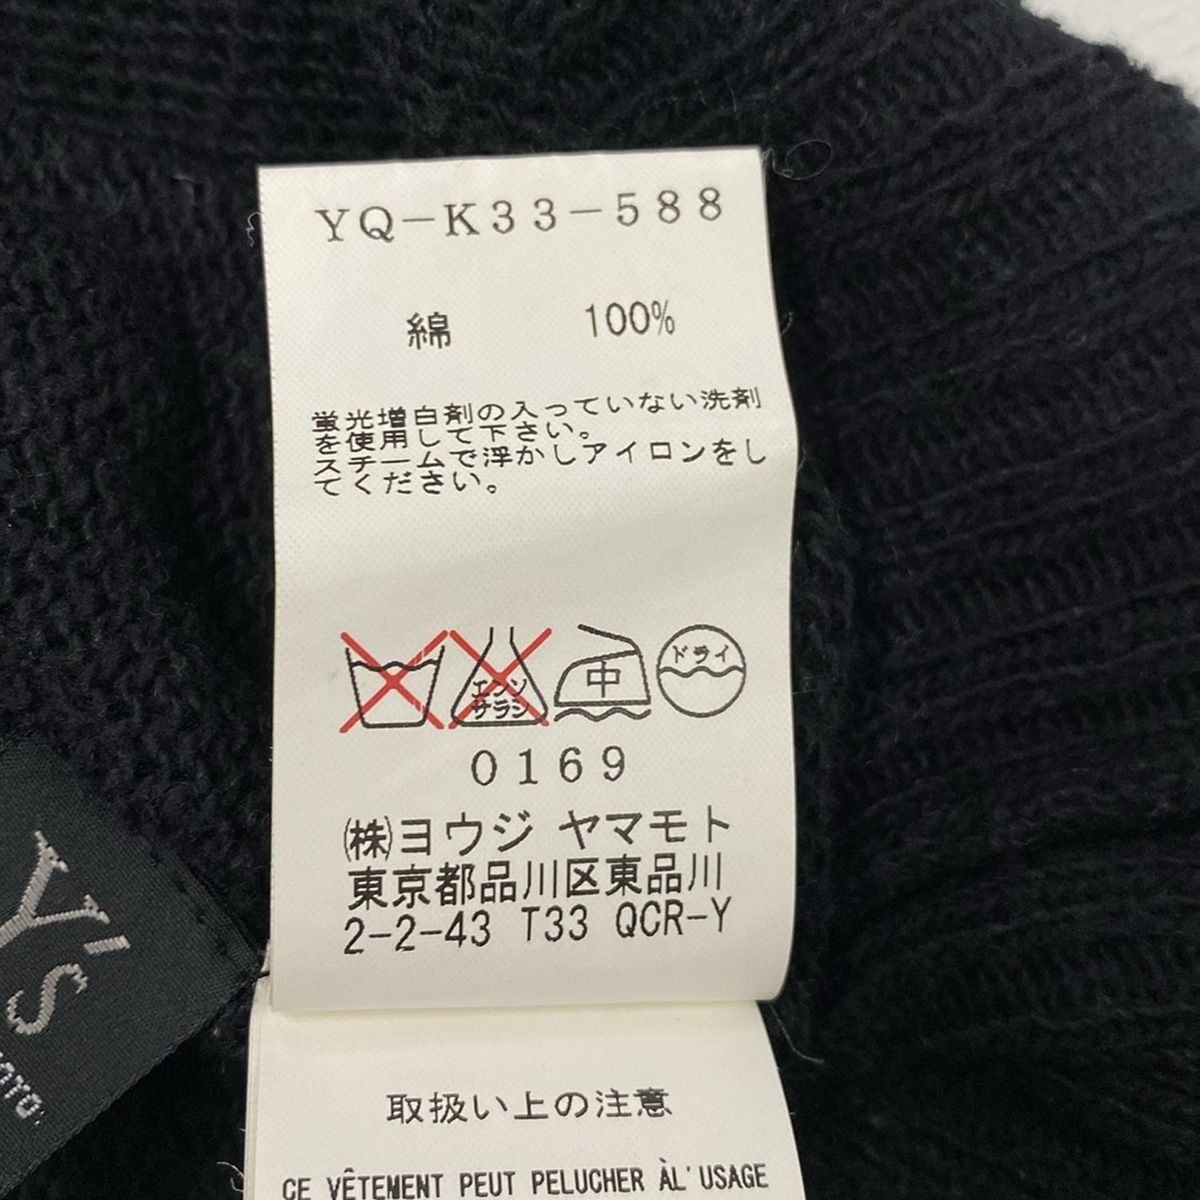 YQ-K33-588
綿 100%
蛍光増白剤の入っていない洗剤
を使用して下さい。
スチームで浮かしアイロンをし
てください。
エンソ
サラシ
中
ドライ
0169
㈱ヨウジ ヤマモト
東京都品川区東品川
2-2-43 T33 QCR-Y
Y's
取扱い上の注意
CE VÊTEMENT PEUT PELUCHER ÀL'USAGE